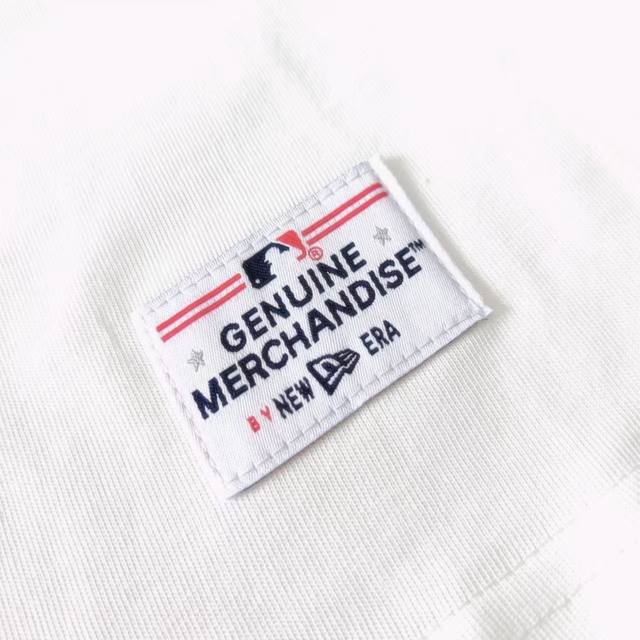 ®
GENUINE
MERCHANDISE™
BY NEW ERA